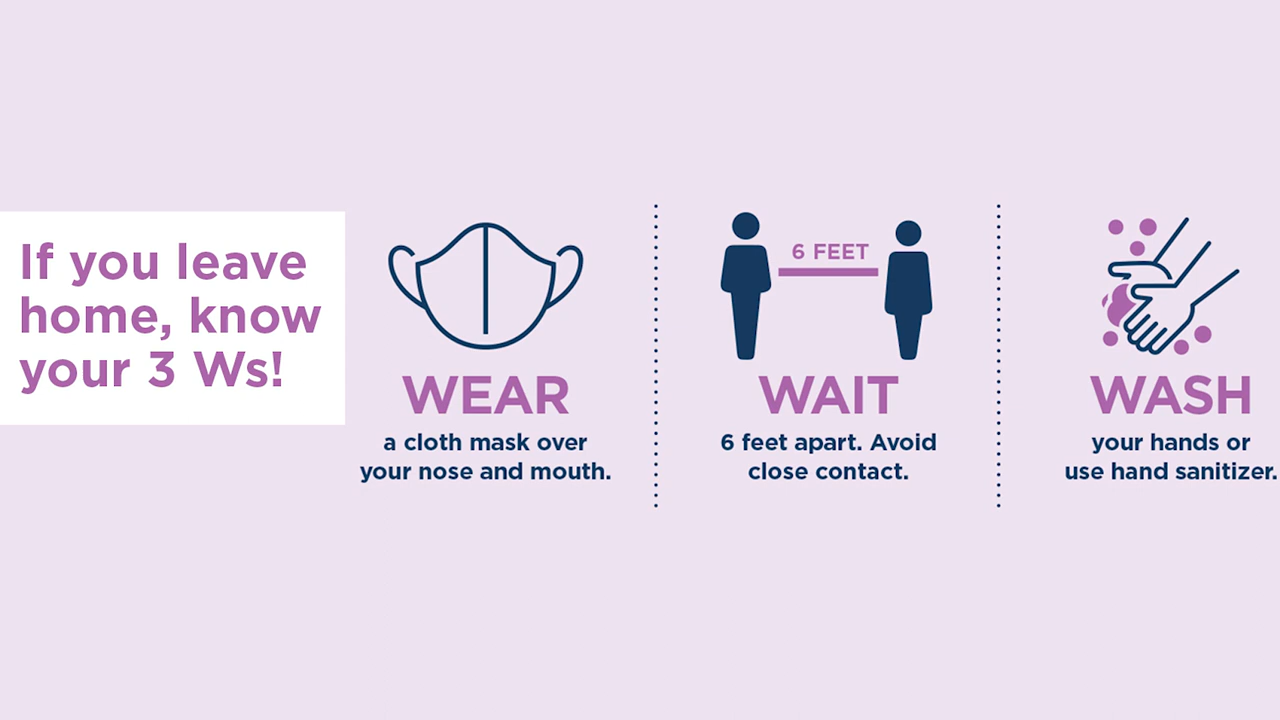 If you leave
home, know
your 3 Ws!
WEAR
a cloth mask over
your nose and mouth.
6 FEET
WAIT
6 feet apart. Avoid
close contact.
WASH
your hands or
use hand sanitizer.